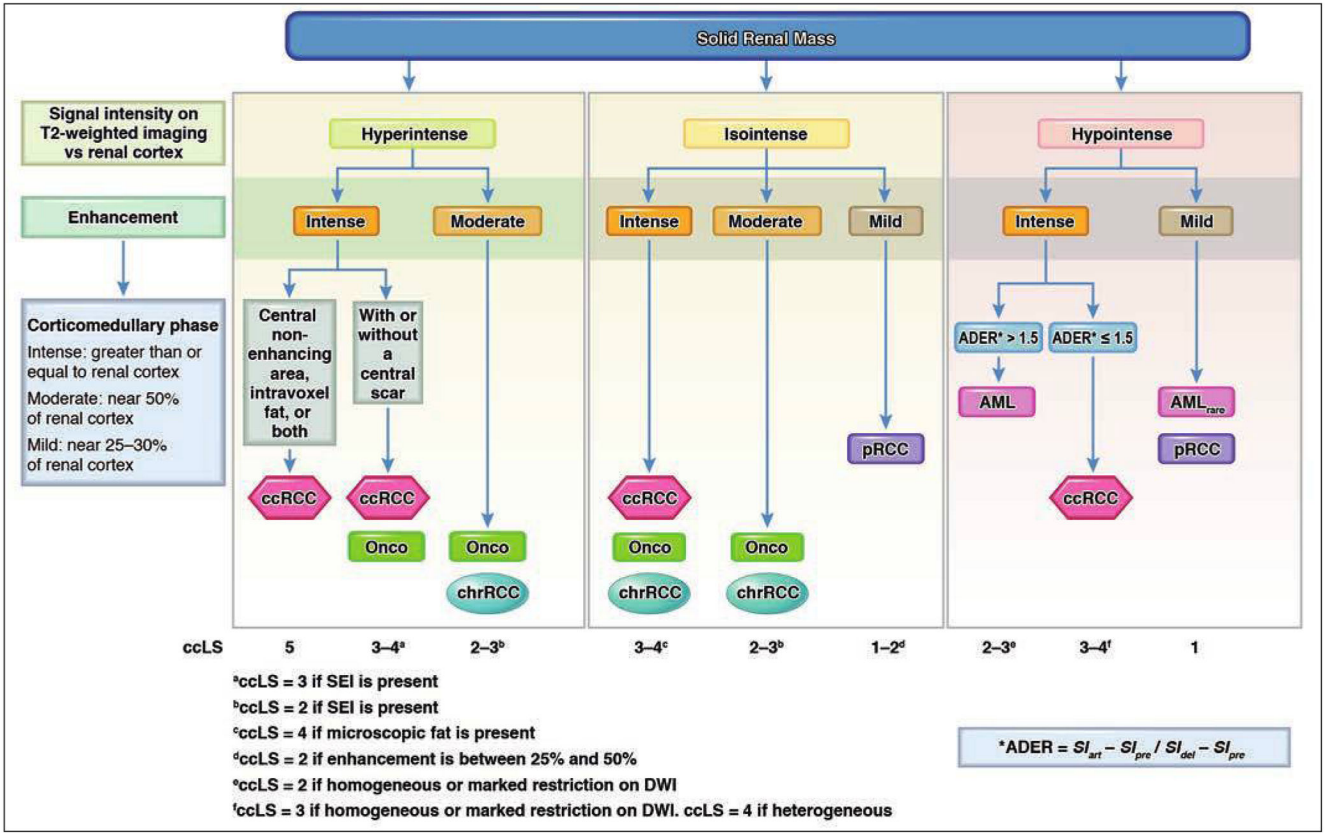 Solid Renal Mass
Signal intensity on
T2-weighted imaging
vs renal cortex
Hyperintense
Isointense
Hypointense
Enhancement
Intense
Moderate
Intense
Moderate
Mild
Intense
Mild
Corticomedullary phase
Intense: greater than or
equal to renal cortex
Moderate: near 50%
of renal cortex
Mild: near 25–30%
of renal cortex
Central
non-
enhancing
area,
intravoxel
fat, or
both
With or
without
a
central
scar
ADER* > 1.5
ADER* ≤ 1.5
AML
AMLrare
pRCC
pRCC
ccRCC
ccRCC
ccRCC
ccRCC
Onco
Onco
Onco
Onco
chrRCC
chrRCC
chrRCC
ccLS 5 3–4ᵃ 2–3ᵇ 3–4ᶜ 2–3ᵇ 1–2ᵈ 2–3ᵉ 3–4ᶠ 1
ᵃccLS = 3 if SEI is present
ᵇccLS = 2 if SEI is present
ᶜccLS = 4 if microscopic fat is present
ᵈccLS = 2 if enhancement is between 25% and 50%
ᵉccLS = 2 if homogeneous or marked restriction on DWI
ᶠccLS = 3 if homogeneous or marked restriction on DWI. ccLS = 4 if heterogeneous
*ADER = SIart – SIpre / SIdel – SIpre